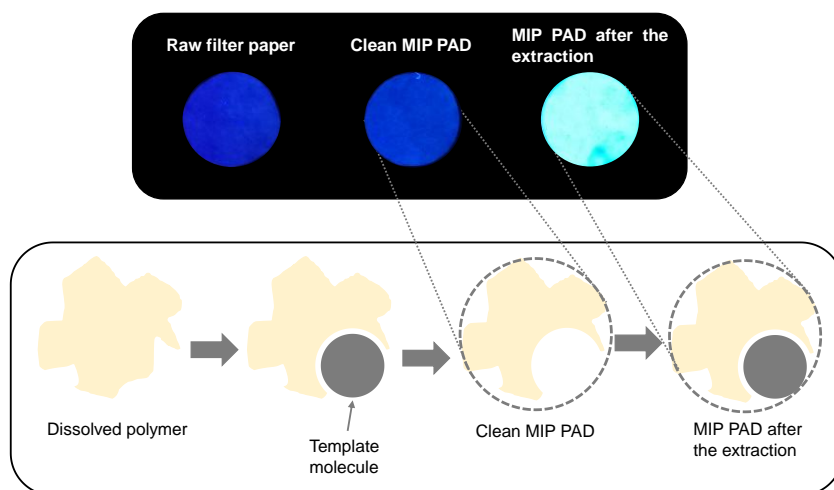 Raw filter paper
Clean MIP PAD
MIP PAD after the
extraction
Dissolved polymer
Template
molecule
Clean MIP PAD
MIP PAD after
the extraction